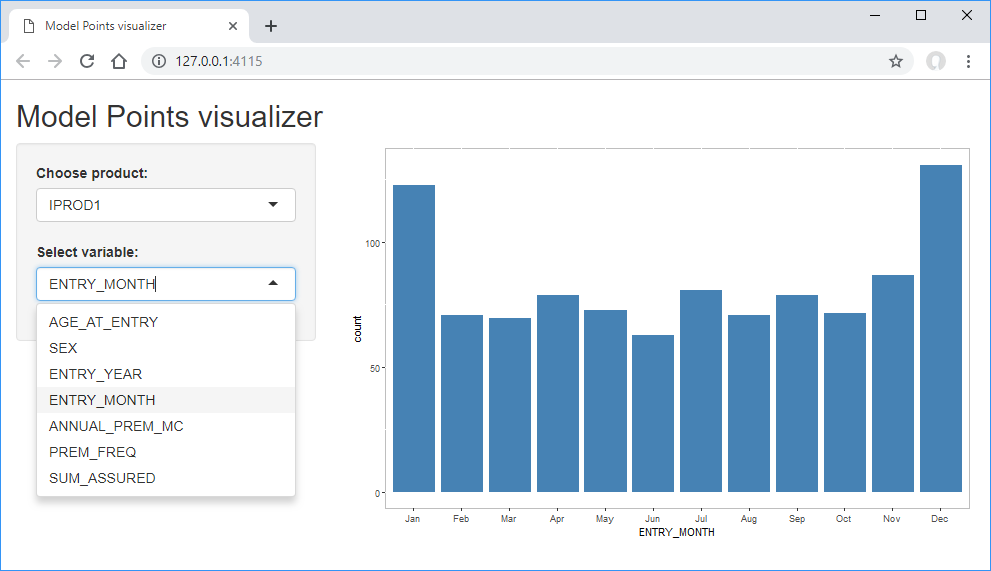 Model Points visualizer
127.0.0.1:4115
Model Points visualizer
Choose product:
IPROD1
Select variable:
ENTRY_MONTH
AGE_AT_ENTRY
SEX
ENTRY_YEAR
ENTRY_MONTH
ANNUAL_PREM_MC
PREM_FREQ
SUM_ASSURED
count
100
50
0
Jan Feb Mar Apr May Jun Jul Aug Sep Oct Nov Dec
ENTRY_MONTH